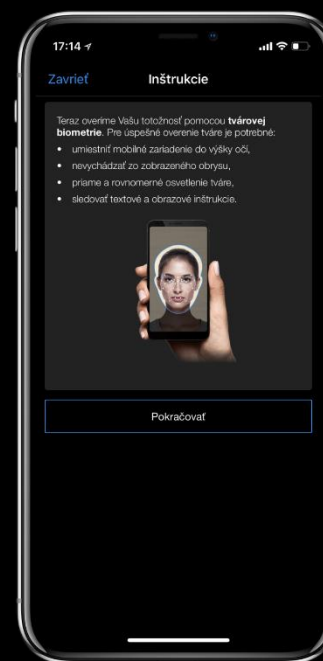 17:14
Zavrieť
Inštrukcie
Teraz overíme Vašu totožnosť pomocou tvárovej
biometrie. Pre úspešné overenie tváre je potrebné:
• umiestniť mobilné zariadenie do výšky očí,
• nevychádzať zo zobrazeného obrysu,
• priame a rovnomerné osvetlenie tváre,
• sledovať textové a obrazové inštrukcie.
Pokračovať